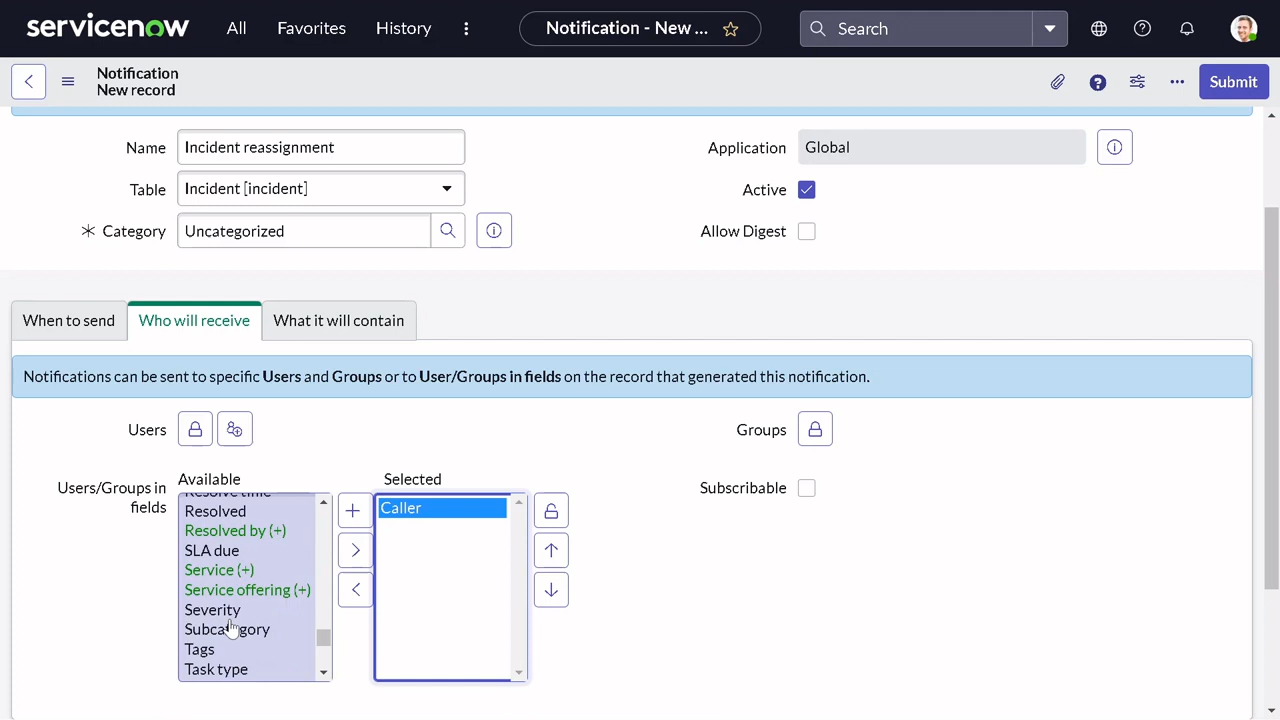 servicenow
All
Favorites
History
Notification - New ...
Search
Notification
New record
Submit
Name
Incident reassignment
Application
Global
Table
Incident [incident]
Active
✳ Category
Uncategorized
Allow Digest
When to send
Who will receive
What it will contain
Notifications can be sent to specific Users and Groups or to User/Groups in fields on the record that generated this notification.
Users
Groups
Users/Groups in
fields
Available
Selected
Subscribable
Resolve time
Resolved
Resolved by (+)
SLA due
Service (+)
Service offering (+)
Severity
Subcategory
Tags
Task type
Caller